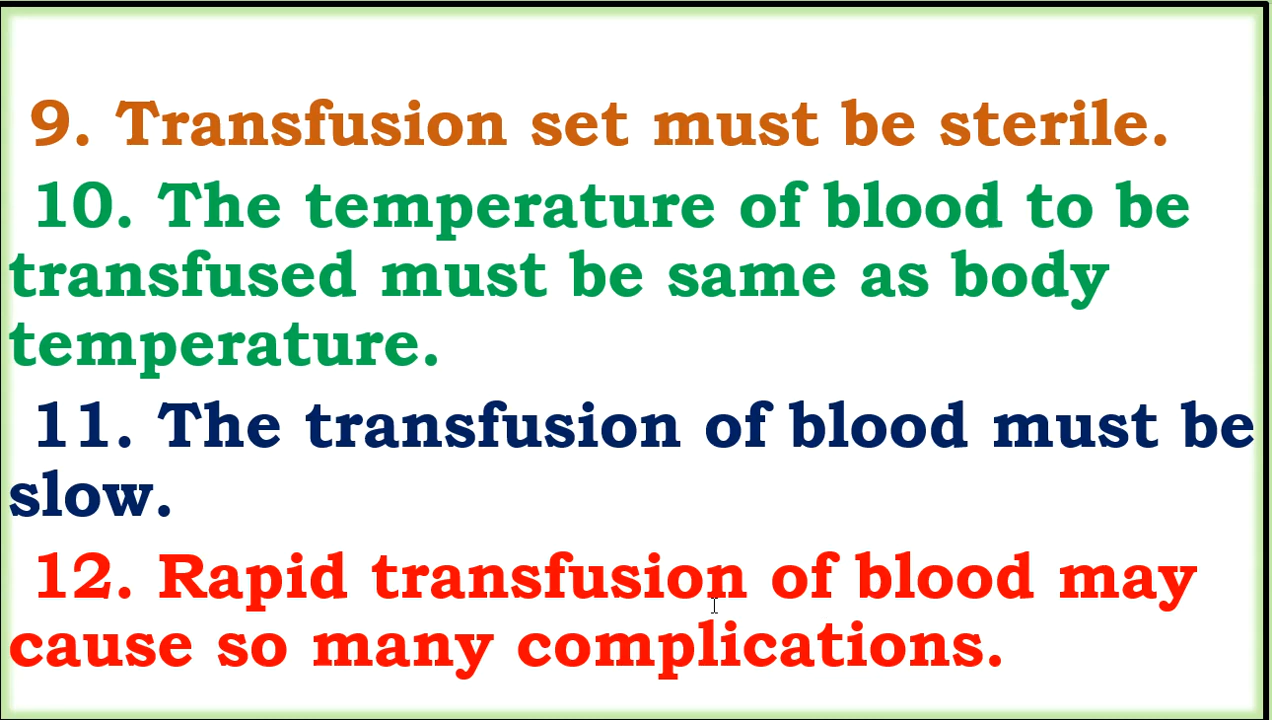 9. Transfusion set must be sterile.
10. The temperature of blood to be
transfused must be same as body
temperature.
11. The transfusion of blood must be
slow.
12. Rapid transfusion of blood may
cause so many complications.